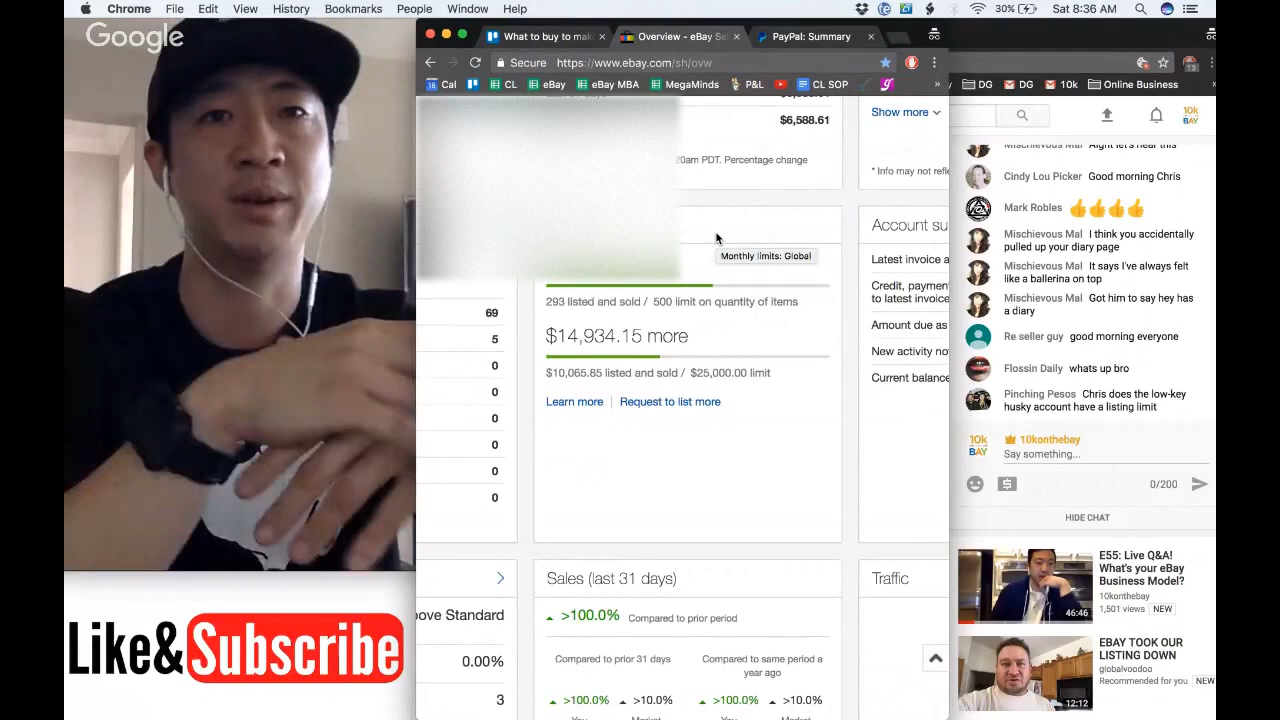 Chrome File Edit View History Bookmarks People Window Help 30% Sat 8:36 AM
Google
What to buy to mak Overview - eBay Sel PayPal: Summary
Secure https://www.ebay.com/sh/ovw
Cal CL eBay eBay MBA MegaMinds P&L CL SOP »
DG DG 10k Online Business
13
$6,588.61
Show more
20am PDT. Percentage change
* Info may not refle
Monthly limits: Global
293 listed and sold / 500 limit on quantity of items
$14,934.15 more
$10,065.85 listed and sold / $25,000.00 limit
Learn more Request to list more
69
5
0
0
0
0
0
0
Account su
Latest invoice a
Credit, payment
to latest invoice
Amount due as
New activity no
Current balance
ove Standard
0.00%
3
Sales (last 31 days)
>100.0% Compared to prior period
Compared to prior 31 days
Compared to same period a
year ago
>100.0% >10.0% >100.0% >10.0%
You Market You Market
Traffic
10k
BAY
Mischievous Mal Aight let's hear this
Cindy Lou Picker Good morning Chris
Mark Robles 👍👍👍👍
Mischievous Mal I think you accidentally
pulled up your diary page
Mischievous Mal It says I've always felt
like a ballerina on top
Mischievous Mal Got him to say hey has
a diary
Re seller guy good morning everyone
Flossin Daily whats up bro
Pinching Pesos Chris does the low-key
husky account have a listing limit
10k
BAY
10konthebay
Say something...
0/200
HIDE CHAT
E55: Live Q&A!
What's your eBay
Business Model?
10konthebay
1,501 views NEW
46:46
EBAY TOOK OUR
LISTING DOWN
globalvoodoo
Recommended for you NEW
12:12
Like&Subscribe